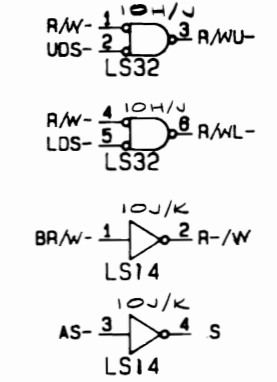 10H/J
R/W- 1
3 R/WU-
UDS- 2
LS32
10H/J
R/W- 4
6 R/WL-
LDS- 5
LS32
10J/K
BR/W- 1 2 R-/W
LS14
10J/K
AS- 3 4 S
LS14